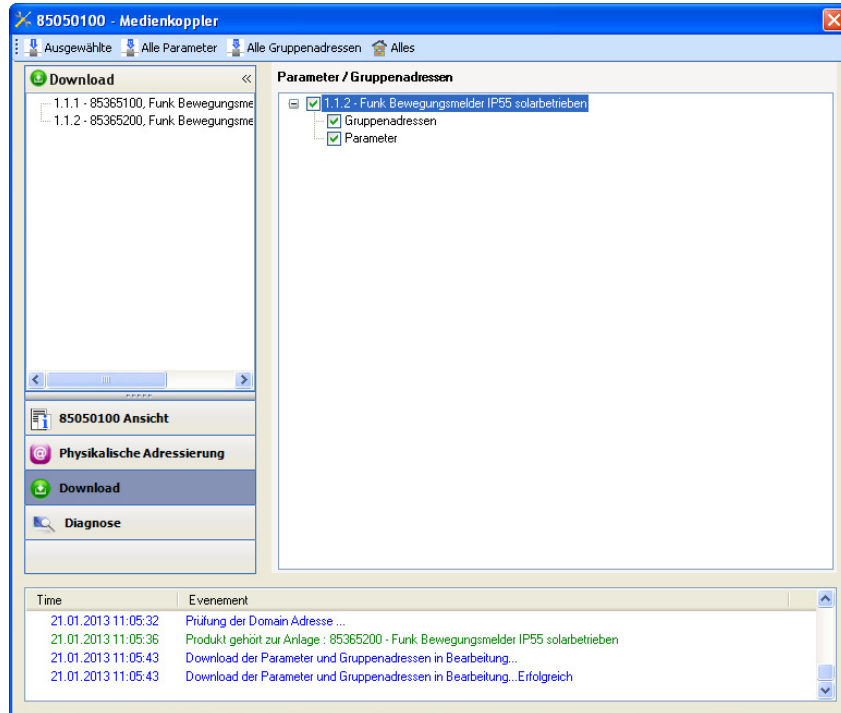 85050100 - Medienkoppler
Ausgewählte Alle Parameter Alle Gruppenadressen Alles
Download
1.1.1 - 85365100, Funk Bewegungsme
1.1.2 - 85365200, Funk Bewegungsme
85050100 Ansicht
Physikalische Adressierung
Download
Diagnose
Parameter / Gruppenadressen
1.1.2 - Funk Bewegungsmelder IP55 solarbetrieben
Gruppenadressen
Parameter
Time Evenement
21.01.2013 11:05:32 Prüfung der Domain Adresse ...
21.01.2013 11:05:36 Produkt gehört zur Anlage : 85365200 - Funk Bewegungsmelder IP55 solarbetrieben
21.01.2013 11:05:43 Download der Parameter und Gruppenadressen in Bearbeitung...
21.01.2013 11:05:43 Download der Parameter und Gruppenadressen in Bearbeitung...Erfolgreich